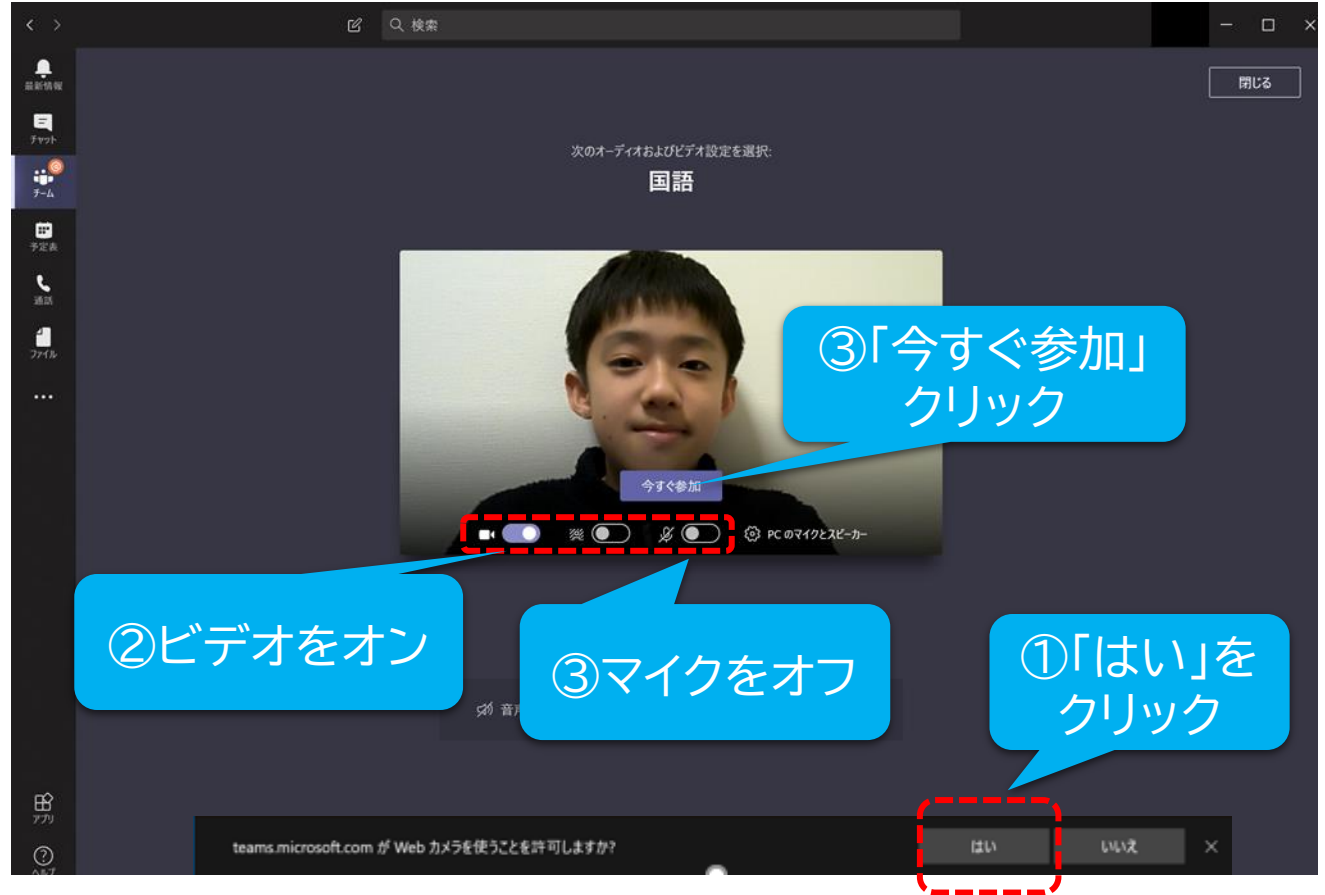 検索
最新情報
チャット
チーム
予定表
通話
ファイル
閉じる
次のオーディオおよびビデオ設定を選択:
国語
③「今すぐ参加」
クリック
今すぐ参加
PC のマイクとスピーカー
②ビデオをオン
③マイクをオフ
①「はい」を
クリック
音声
アプリ
ヘルプ
teams.microsoft.com が Web カメラを使うことを許可しますか?
はい
いいえ